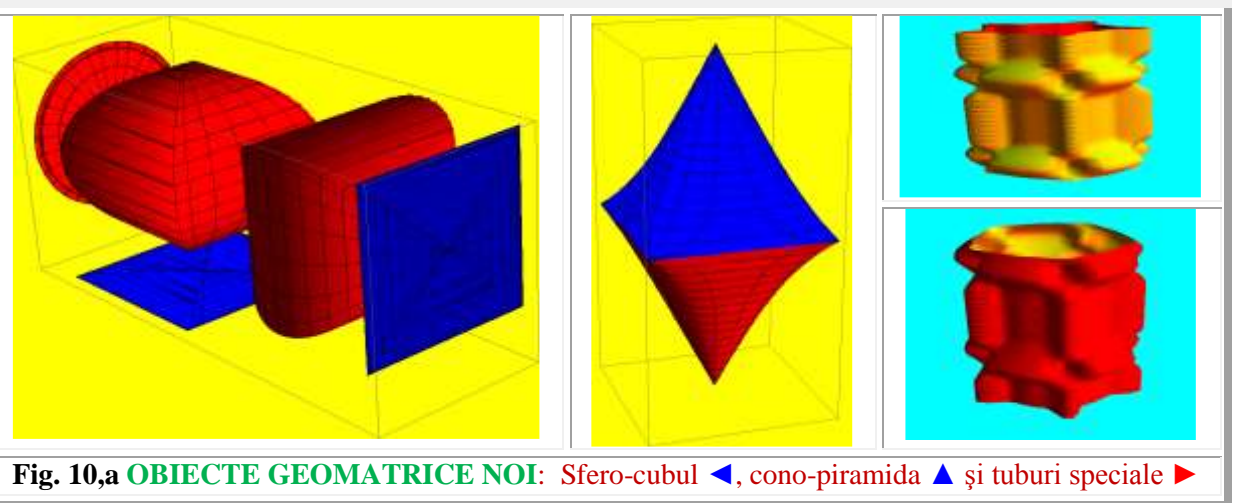 Fig. 10,a OBIECTE GEOMATRICE NOI: Sfero-cubul ◄, cono-piramida ▲ şi tuburi speciale ►